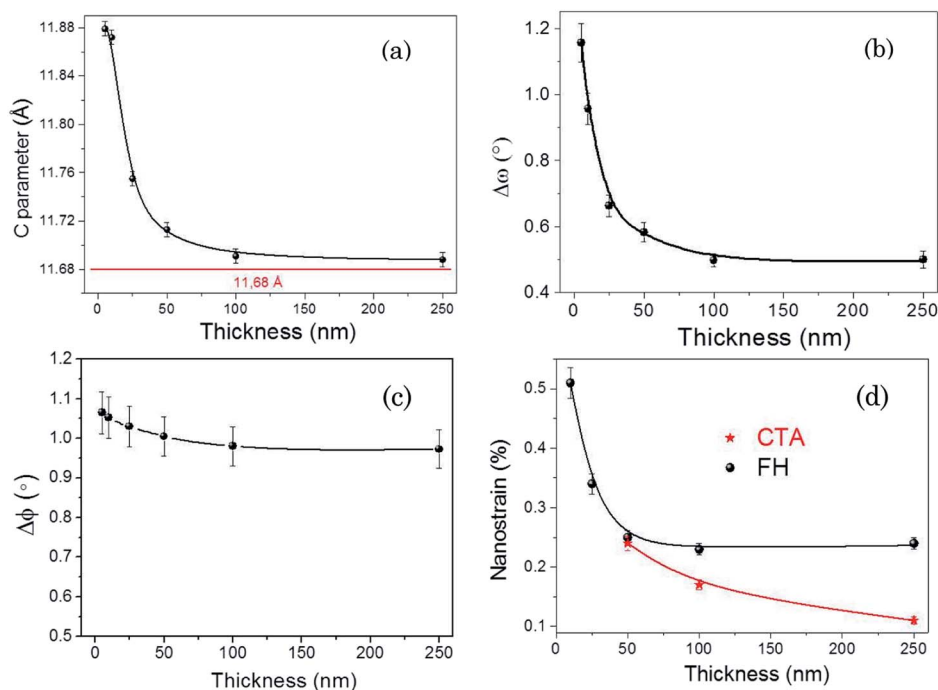 (a)
C parameter (Å)
11.88
11.84
11.80
11.76
11.72
11.68
11,68 Å
0 50 100 150 200 250
Thickness (nm)
(b)
Δω (°)
1.2
1.0
0.8
0.6
0.4
0 50 100 150 200 250
Thickness (nm)
(c)
Δϕ (°)
1.2
1.1
1.0
0.9
0.8
0.7
0.6
0.5
0 50 100 150 200 250
Thickness (nm)
(d)
Nanostrain (%)
0.5
0.4
0.3
0.2
0.1
CTA
FH
0 50 100 150 200 250
Thickness (nm)